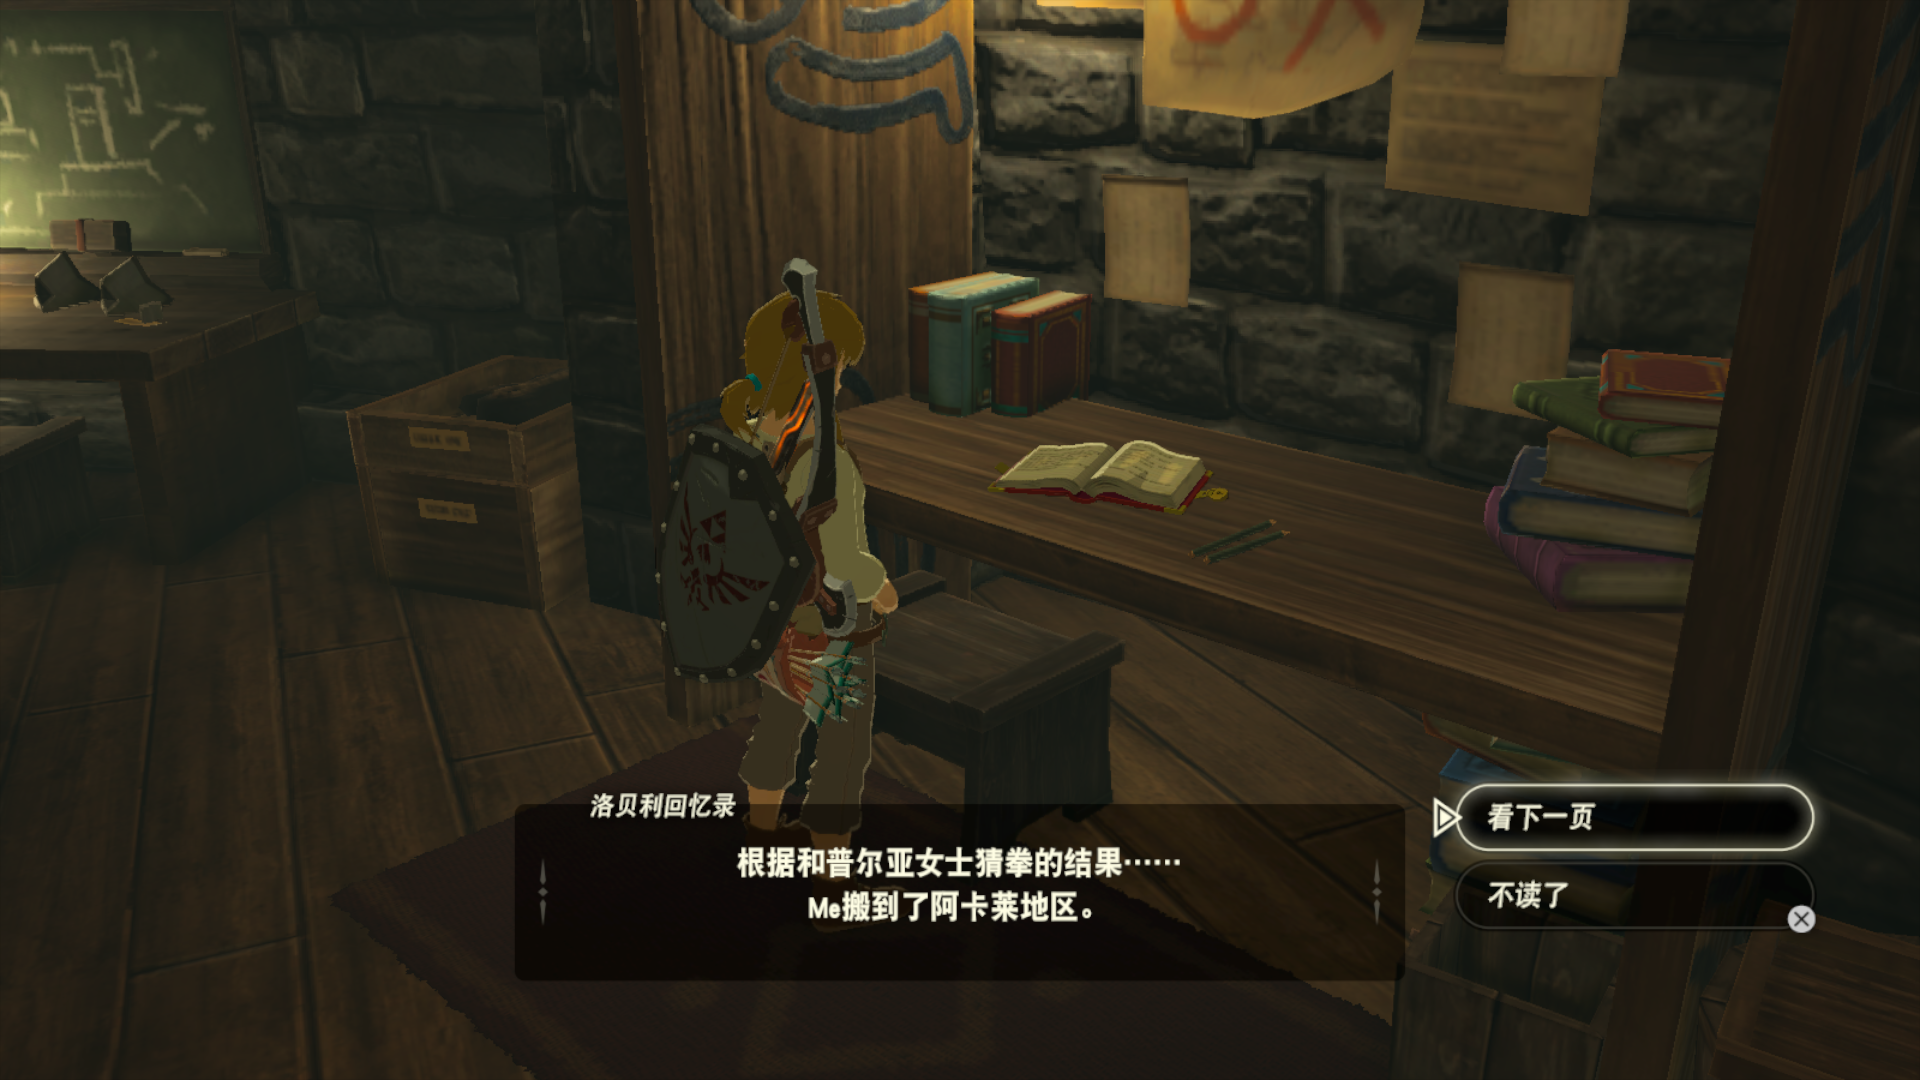 洛贝利回忆录
根据和普尔亚女士猜拳的结果……
Me搬到了阿卡莱地区。
看下一页
不读了